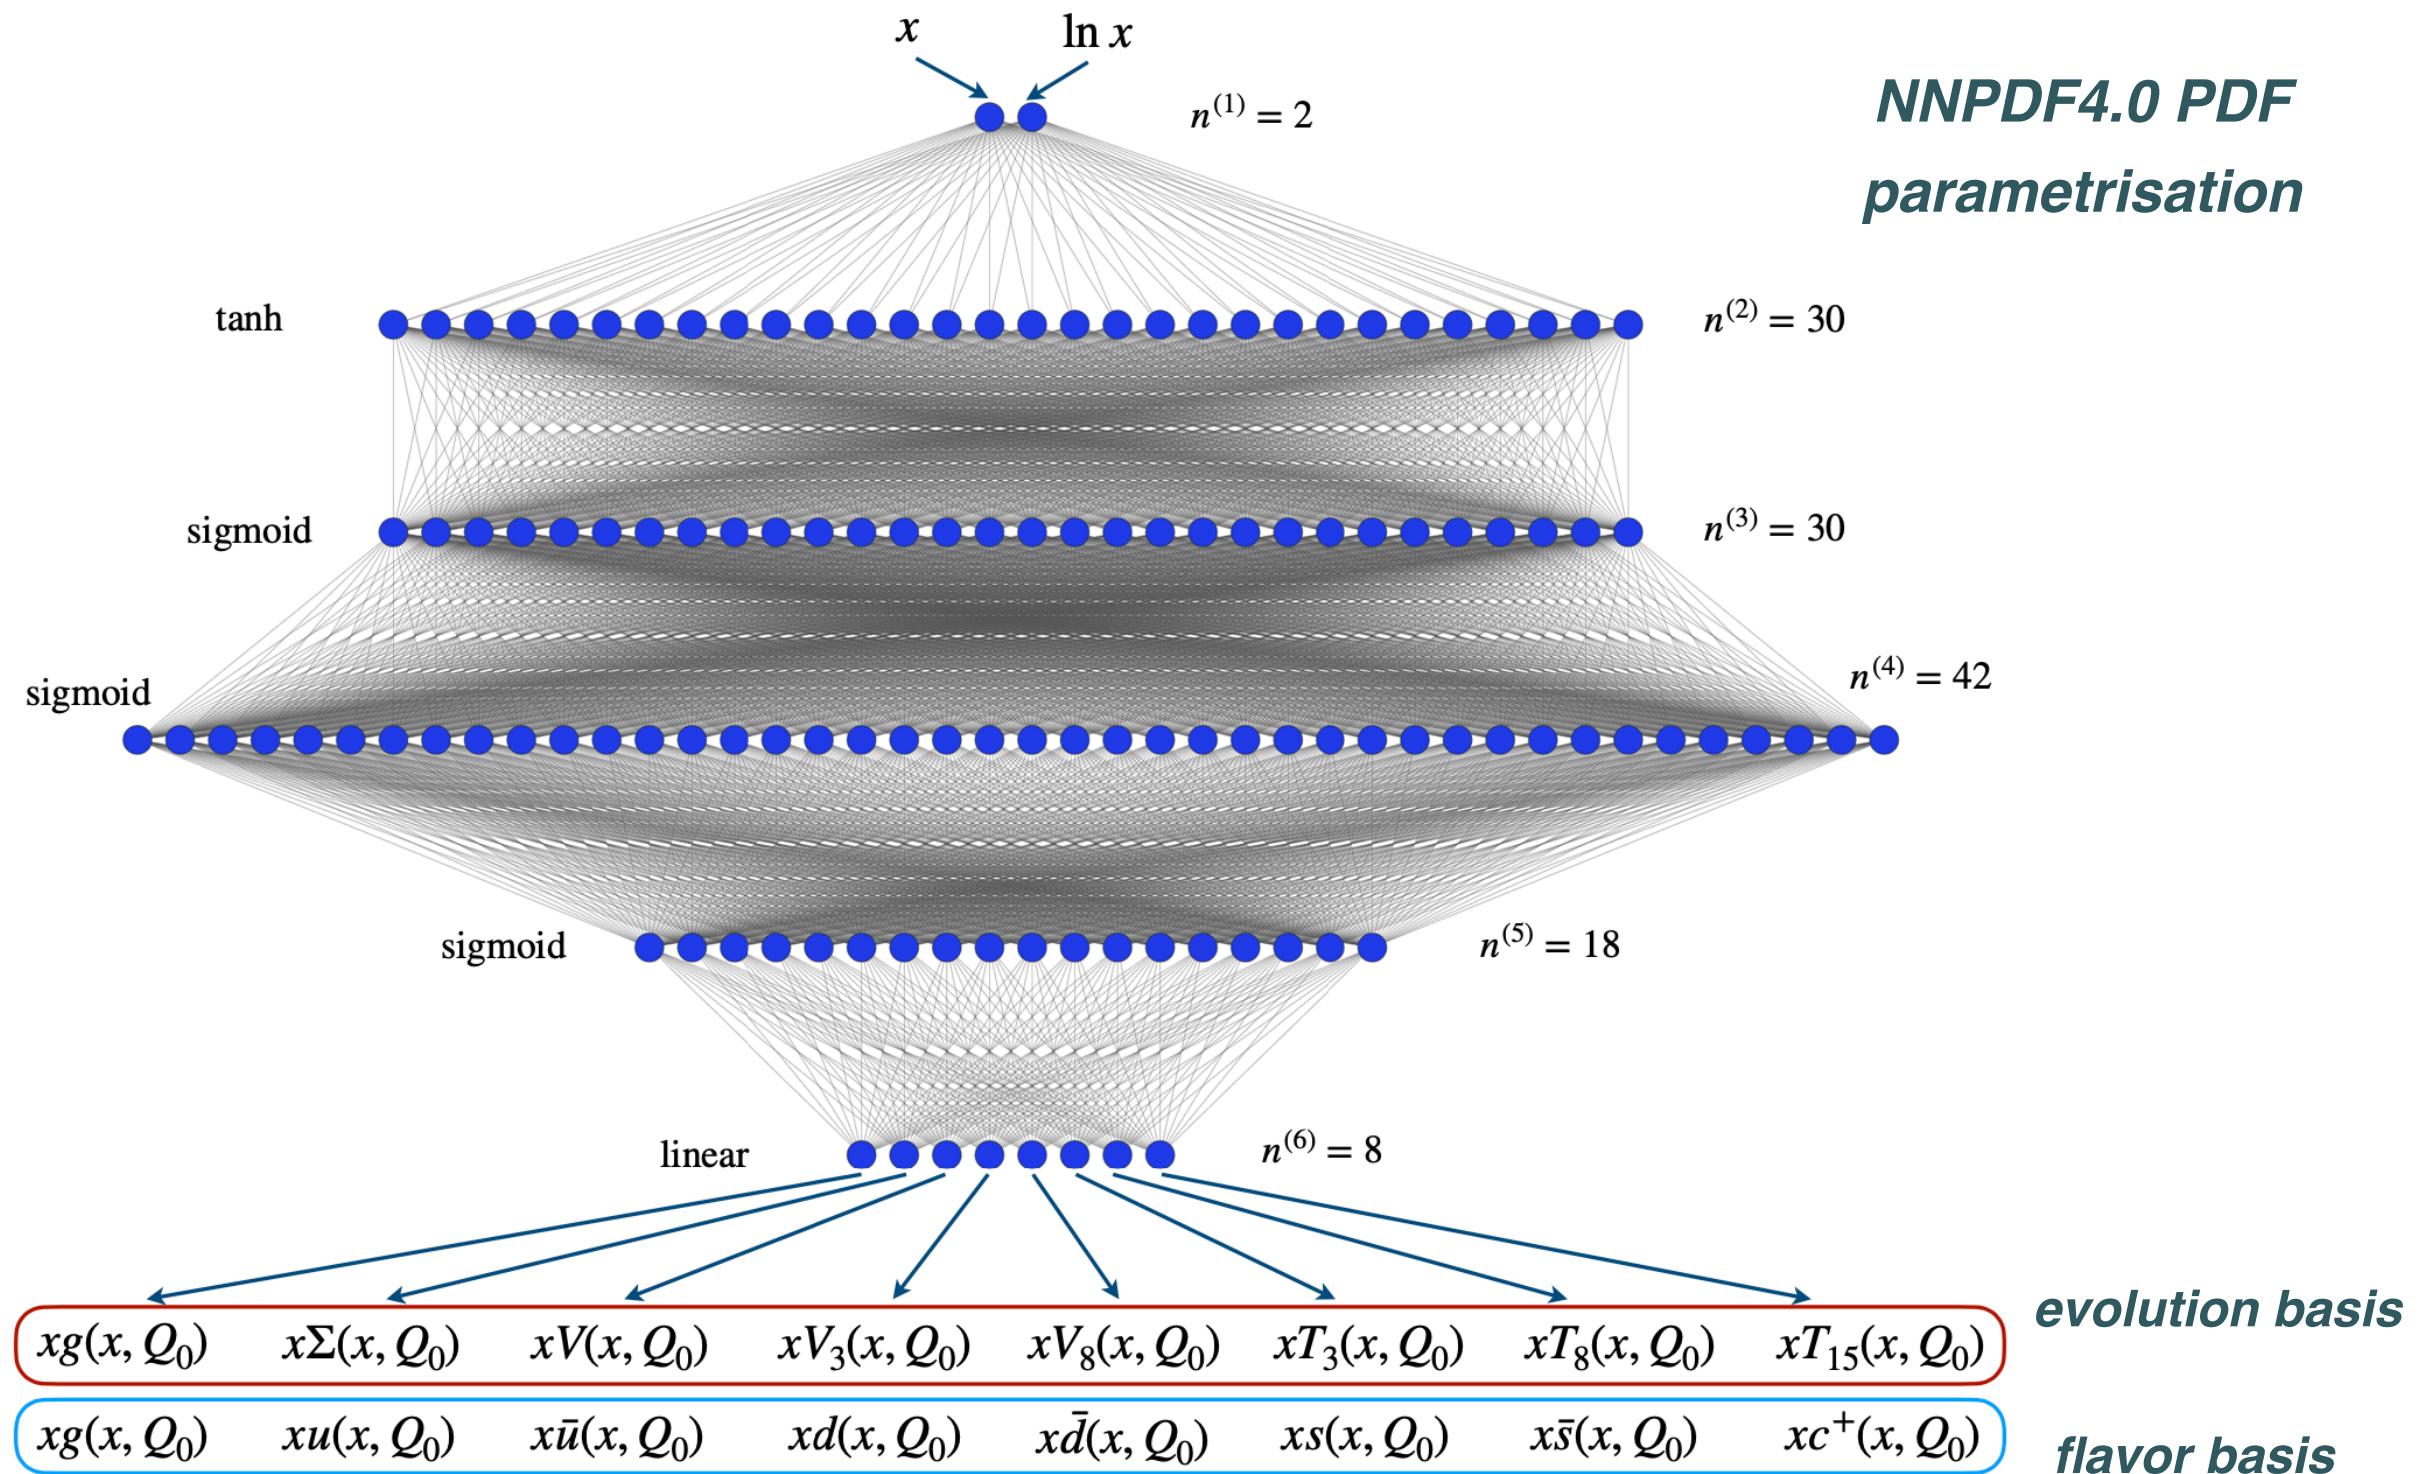 x
ln x
n⁽¹⁾ = 2
NNPDF4.0 PDF
parametrisation
tanh
n⁽²⁾ = 30
sigmoid
n⁽³⁾ = 30
sigmoid
n⁽⁴⁾ = 42
sigmoid
n⁽⁵⁾ = 18
linear
n⁽⁶⁾ = 8
evolution basis
xg(x, Q₀) xΣ(x, Q₀) xV(x, Q₀) xV₃(x, Q₀) xV₈(x, Q₀) xT₃(x, Q₀) xT₈(x, Q₀) xT₁₅(x, Q₀)
xg(x, Q₀) xu(x, Q₀) xū(x, Q₀) xd(x, Q₀) xd̄(x, Q₀) xs(x, Q₀) xs̄(x, Q₀) xc⁺(x, Q₀)
flavor basis